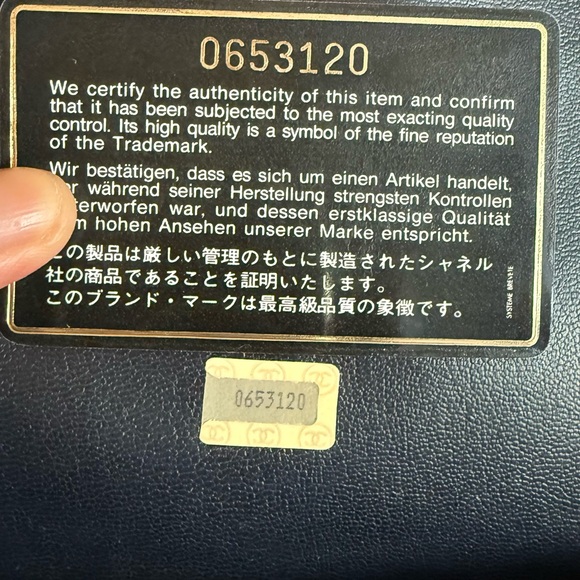 0653120
We certify the authenticity of this item and confirm
that it has been subjected to the most exacting quality
control. Its high quality is a symbol of the fine reputation
of the Trademark.
Wir bestätigen, dass es sich um einen Artikel handelt,
während seiner Herstellung strengsten Kontrollen
war, und dessen erstklassige Qualität
hohen Ansehen unserer Marke entspricht.
この製品は厳しい管理のもとに製造されたシャネル
社の商品であることを証明いたします。
このブランド・マークは最高級品質の象徴です。
SYSTEME BREVETE
0653120